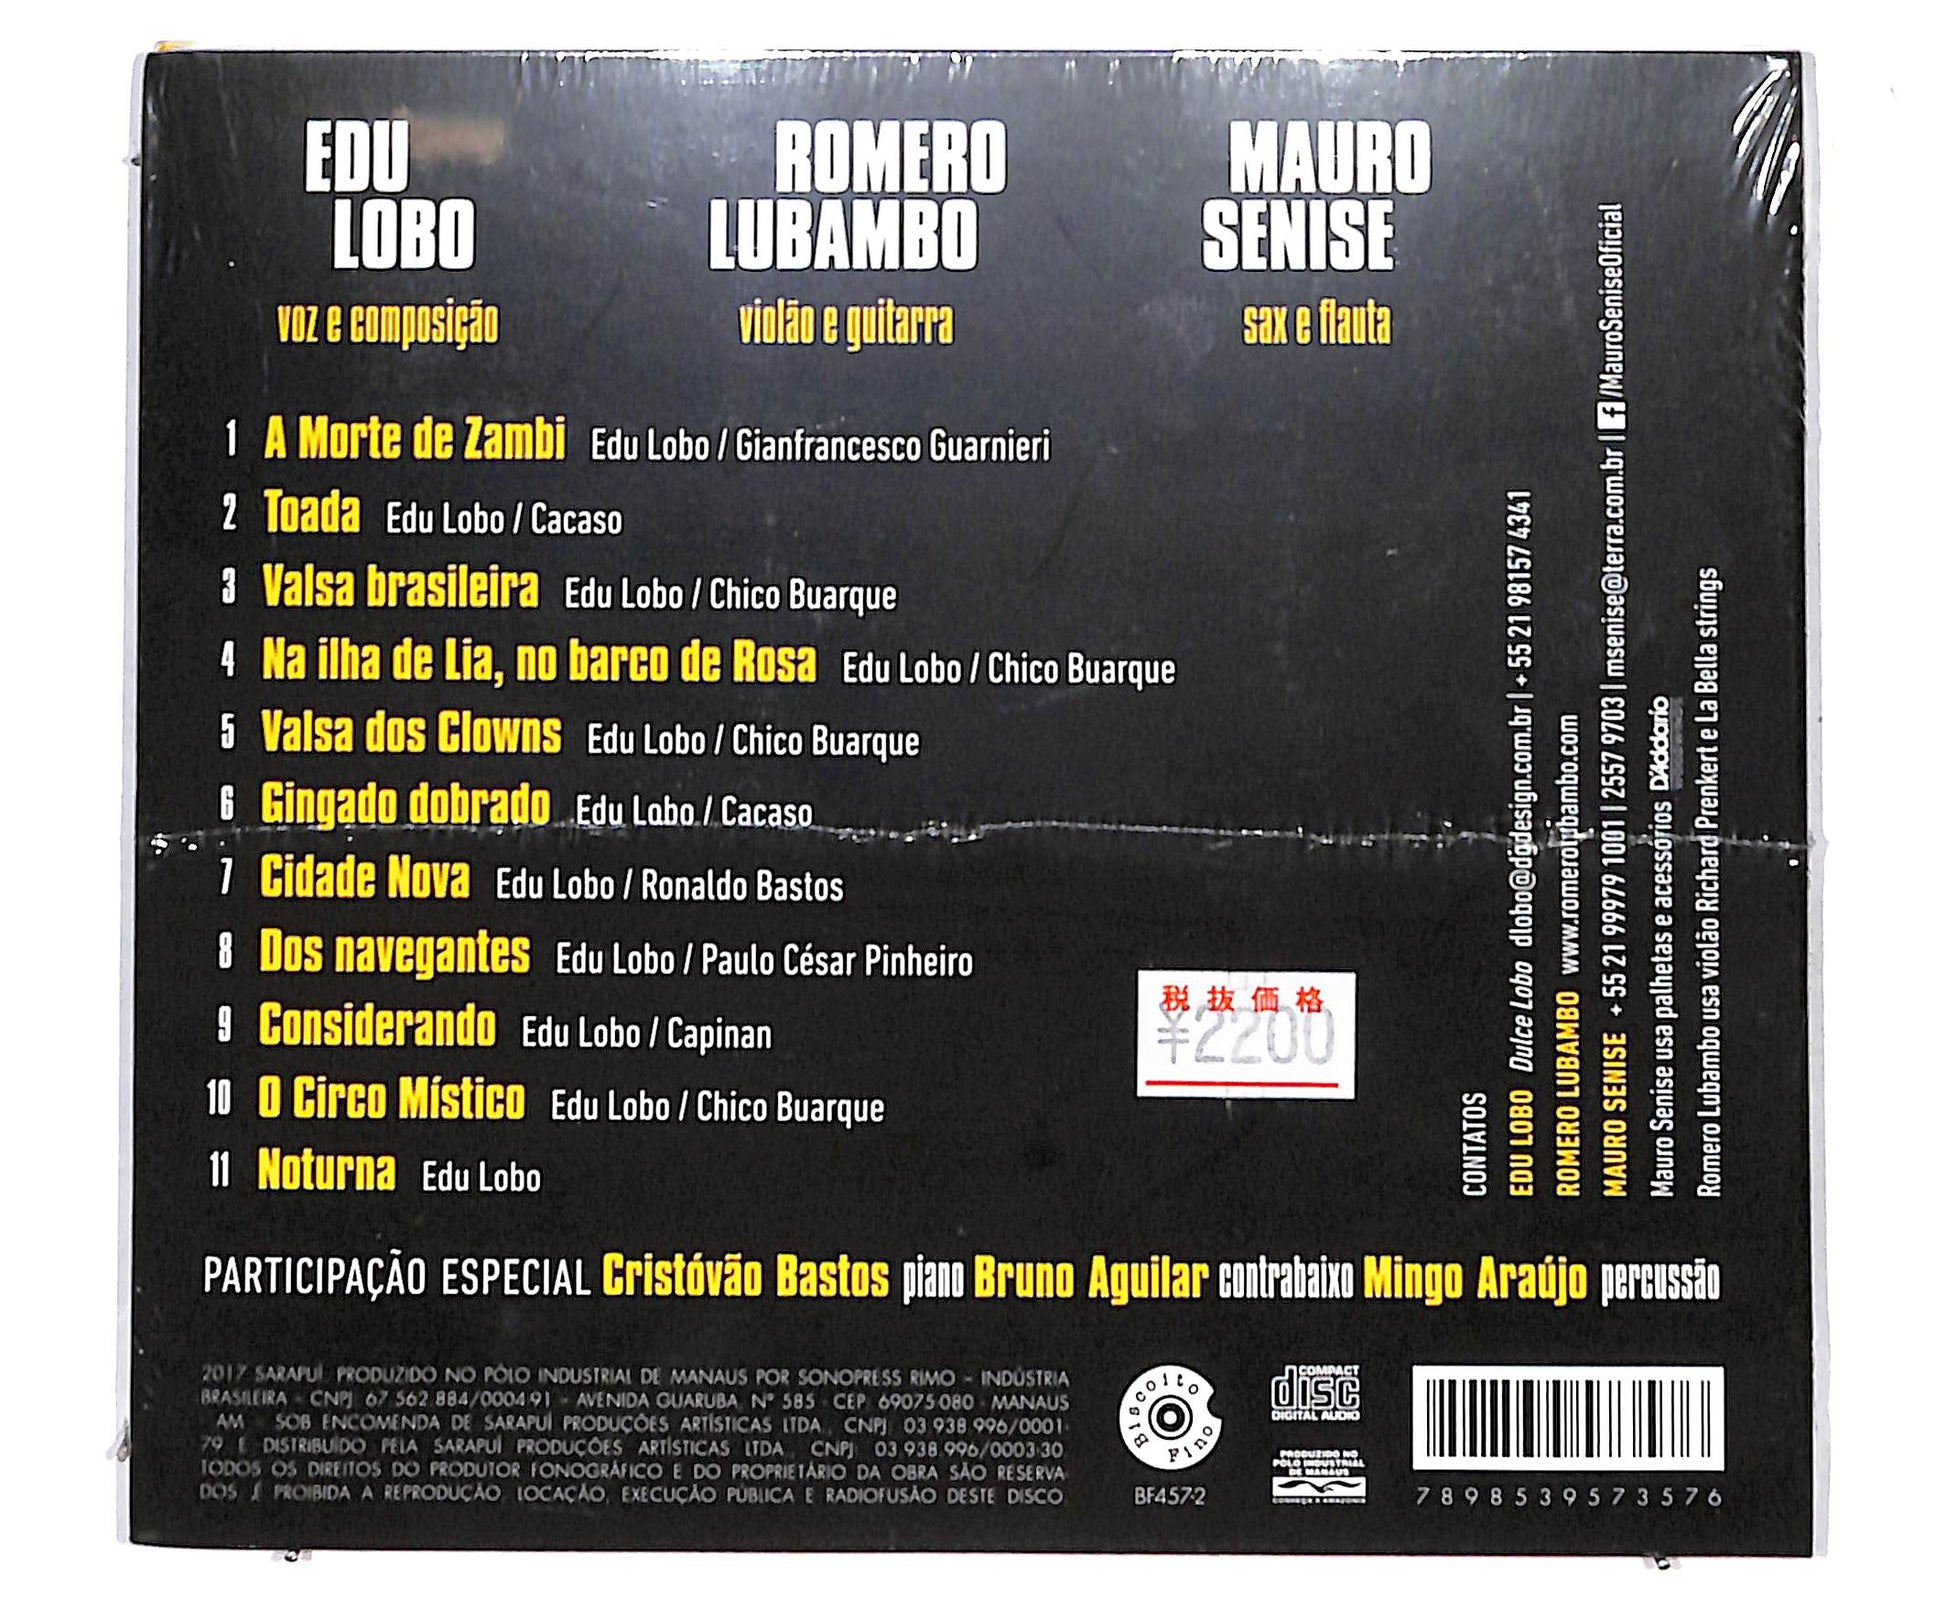 EDU
LOBO
voz e composição
ROMERO
LUBAMBO
violão e guitarra
MAURO
SENISE
sax e flauta
1 A Morte de Zambi Edu Lobo / Gianfrancesco Guarnieri
2 Toada Edu Lobo / Cacaso
3 Valsa brasileira Edu Lobo / Chico Buarque
4 Na ilha de Lia, no barco de Rosa Edu Lobo / Chico Buarque
5 Valsa dos Clowns Edu Lobo / Chico Buarque
6 Gingado dobrado Edu Lobo / Cacaso
7 Cidade Nova Edu Lobo / Ronaldo Bastos
8 Dos navegantes Edu Lobo / Paulo César Pinheiro
9 Considerando Edu Lobo / Capinan
10 O Circo Místico Edu Lobo / Chico Buarque
11 Noturna Edu Lobo
税抜価格
¥2200
CONTATOS
EDU LOBO Dulce Lobo dlobo@dgdesign.com.br | + 55 21 98157 4341
ROMERO LUBAMBO www.romerolubambo.com
MAURO SENISE + 55 21 99979 1001 | 2557 9703 | msenise@terra.com.br | f /MauroSeniseOficial
Mauro Senise usa palhetas e acessórios D'Addario
Romero Lubambo usa violão Richard Prenkert e La Bella strings
PARTICIPAÇÃO ESPECIAL Cristóvão Bastos piano Bruno Aguilar contrabaixo Mingo Araújo percussão
2017 SARAPUÍ PRODUZIDO NO PÓLO INDUSTRIAL DE MANAUS POR SONOPRESS RIMO - INDÚSTRIA
BRASILEIRA - CNPJ 67 562 884/0004-91 - AVENIDA GUARUBA, Nº 585 CEP 69075 080 MANAUS
AM SOB ENCOMENDA DE SARAPUÍ PRODUÇÕES ARTÍSTICAS LTDA., CNPJ: 03 938 996/0001-
79 E DISTRIBUÍDO PELA SARAPUÍ PRODUÇÕES ARTÍSTICAS LTDA., CNPJ: 03 938 996/0003-30
TODOS OS DIREITOS DO PRODUTOR FONOGRÁFICO E DO PROPRIETÁRIO DA OBRA SÃO RESERVA-
DOS É PROIBIDA A REPRODUÇÃO, LOCAÇÃO, EXECUÇÃO PÚBLICA E RADIOFUSÃO DESTE DISCO
Biscoito Fino
BF457-2
COMPACT
disc
DIGITAL AUDIO
PRODUZIDO NO
PÓLO INDUSTRIAL
DE MANAUS
CONHEÇA A AMAZÔNIA
7898539573576